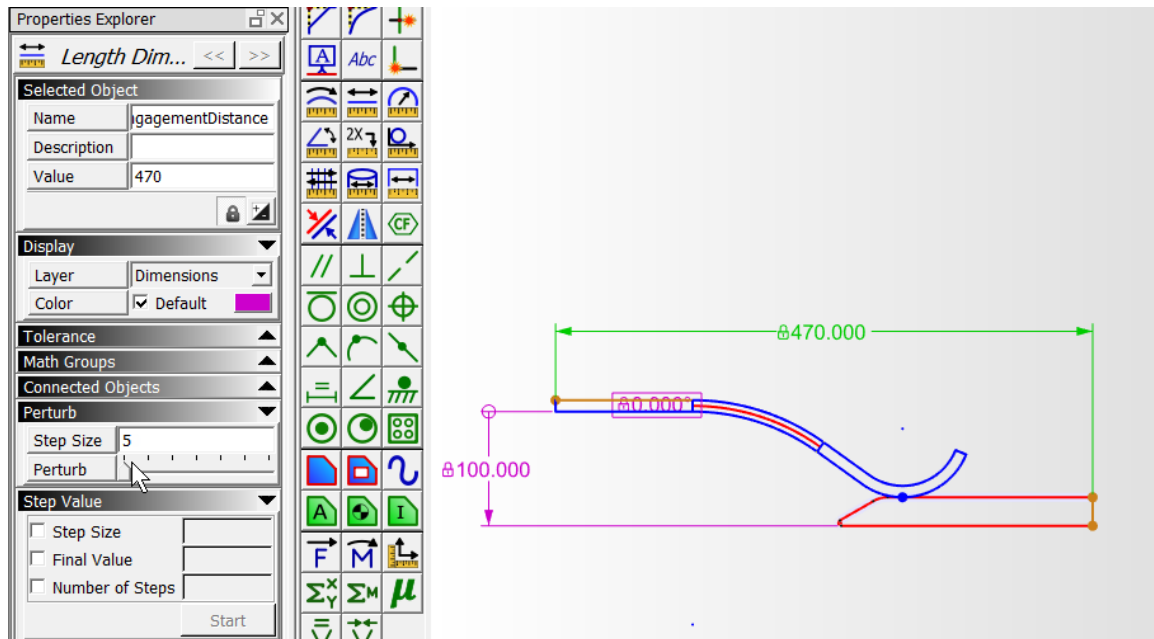 Properties Explorer
Length Dim... << >>
Selected Object
Name gagementDistance
Description
Value 470
Display
Layer Dimensions
Color Default
Tolerance
Math Groups
Connected Objects
Perturb
Step Size 5
Perturb
Step Value
Step Size
Final Value
Number of Steps
Start
A Abc
2X
CF
A I
F M
ΣXY ΣM μ
470.000
0.000°
100.000